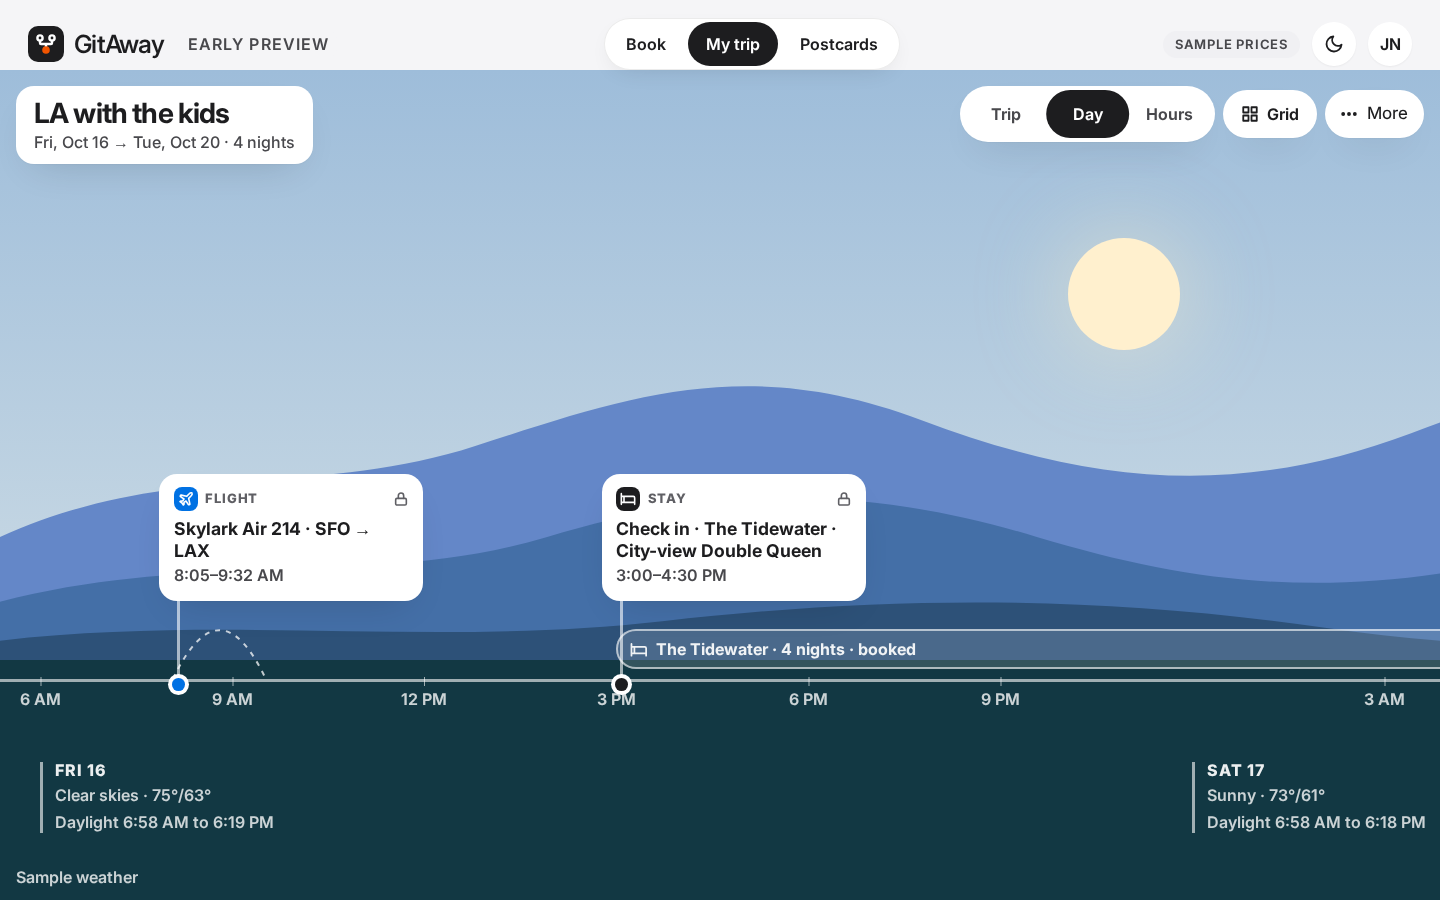 GitAway
EARLY PREVIEW
Book
My trip
Postcards
SAMPLE PRICES
JN
LA with the kids
Fri, Oct 16 → Tue, Oct 20 · 4 nights
Trip
Day
Hours
Grid
More
FLIGHT
Skylark Air 214 · SFO →
LAX
8:05–9:32 AM
STAY
Check in · The Tidewater ·
City-view Double Queen
3:00–4:30 PM
The Tidewater · 4 nights · booked
6 AM
9 AM
12 PM
3 PM
6 PM
9 PM
3 AM
FRI 16
Clear skies · 75°/63°
Daylight 6:58 AM to 6:19 PM
SAT 17
Sunny · 73°/61°
Daylight 6:58 AM to 6:18 PM
Sample weather